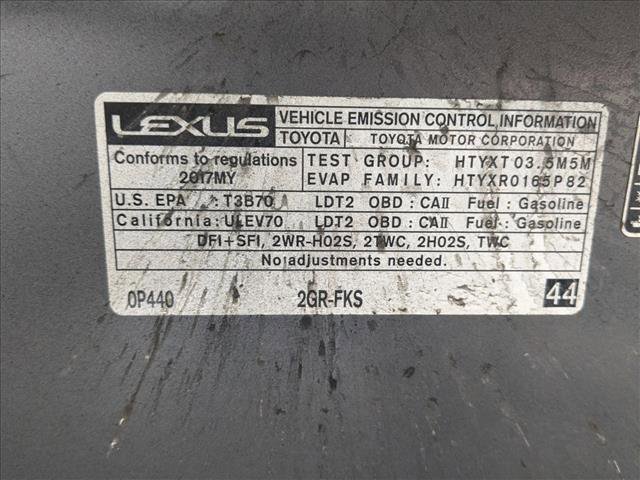 LEXUS VEHICLE EMISSION CONTROL INFORMATION
TOYOTA TOYOTA MOTOR CORPORATION
Conforms to regulations TEST GROUP: HTYXT03.5M5M
2017MY EVAP FAMILY: HTYXR0165P82
U.S. EPA : T3B70 LDT2 OBD : CAII Fuel : Gasoline
California: ULEV70 LDT2 OBD : CAII Fuel : Gasoline
DFI+SFI, 2WR-HO2S, 2TWC, 2HO2S, TWC
No adjustments needed.
0P440 2GR-FKS 44